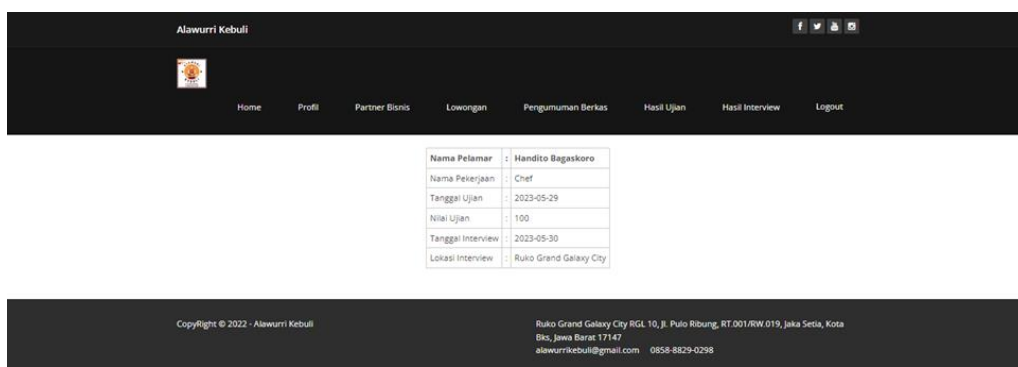 Alawurri Kebuli
Home Profil Partner Bisnis Lowongan Pengumuman Berkas Hasil Ujian Hasil Interview Logout
Nama Pelamar : Handito Bagaskoro
Nama Pekerjaan : Chef
Tanggal Ujian : 2023-05-29
Nilai Ujian : 100
Tanggal Interview : 2023-05-30
Lokasi Interview : Ruko Grand Galaxy City
CopyRight © 2022 - Alawurri Kebuli
Ruko Grand Galaxy City RGL 10, Jl. Pulo Ribung, RT.001/RW.019, Jaka Setia, Kota
Bks, Jawa Barat 17147
alawurrikebuli@gmail.com 0858-8829-0298